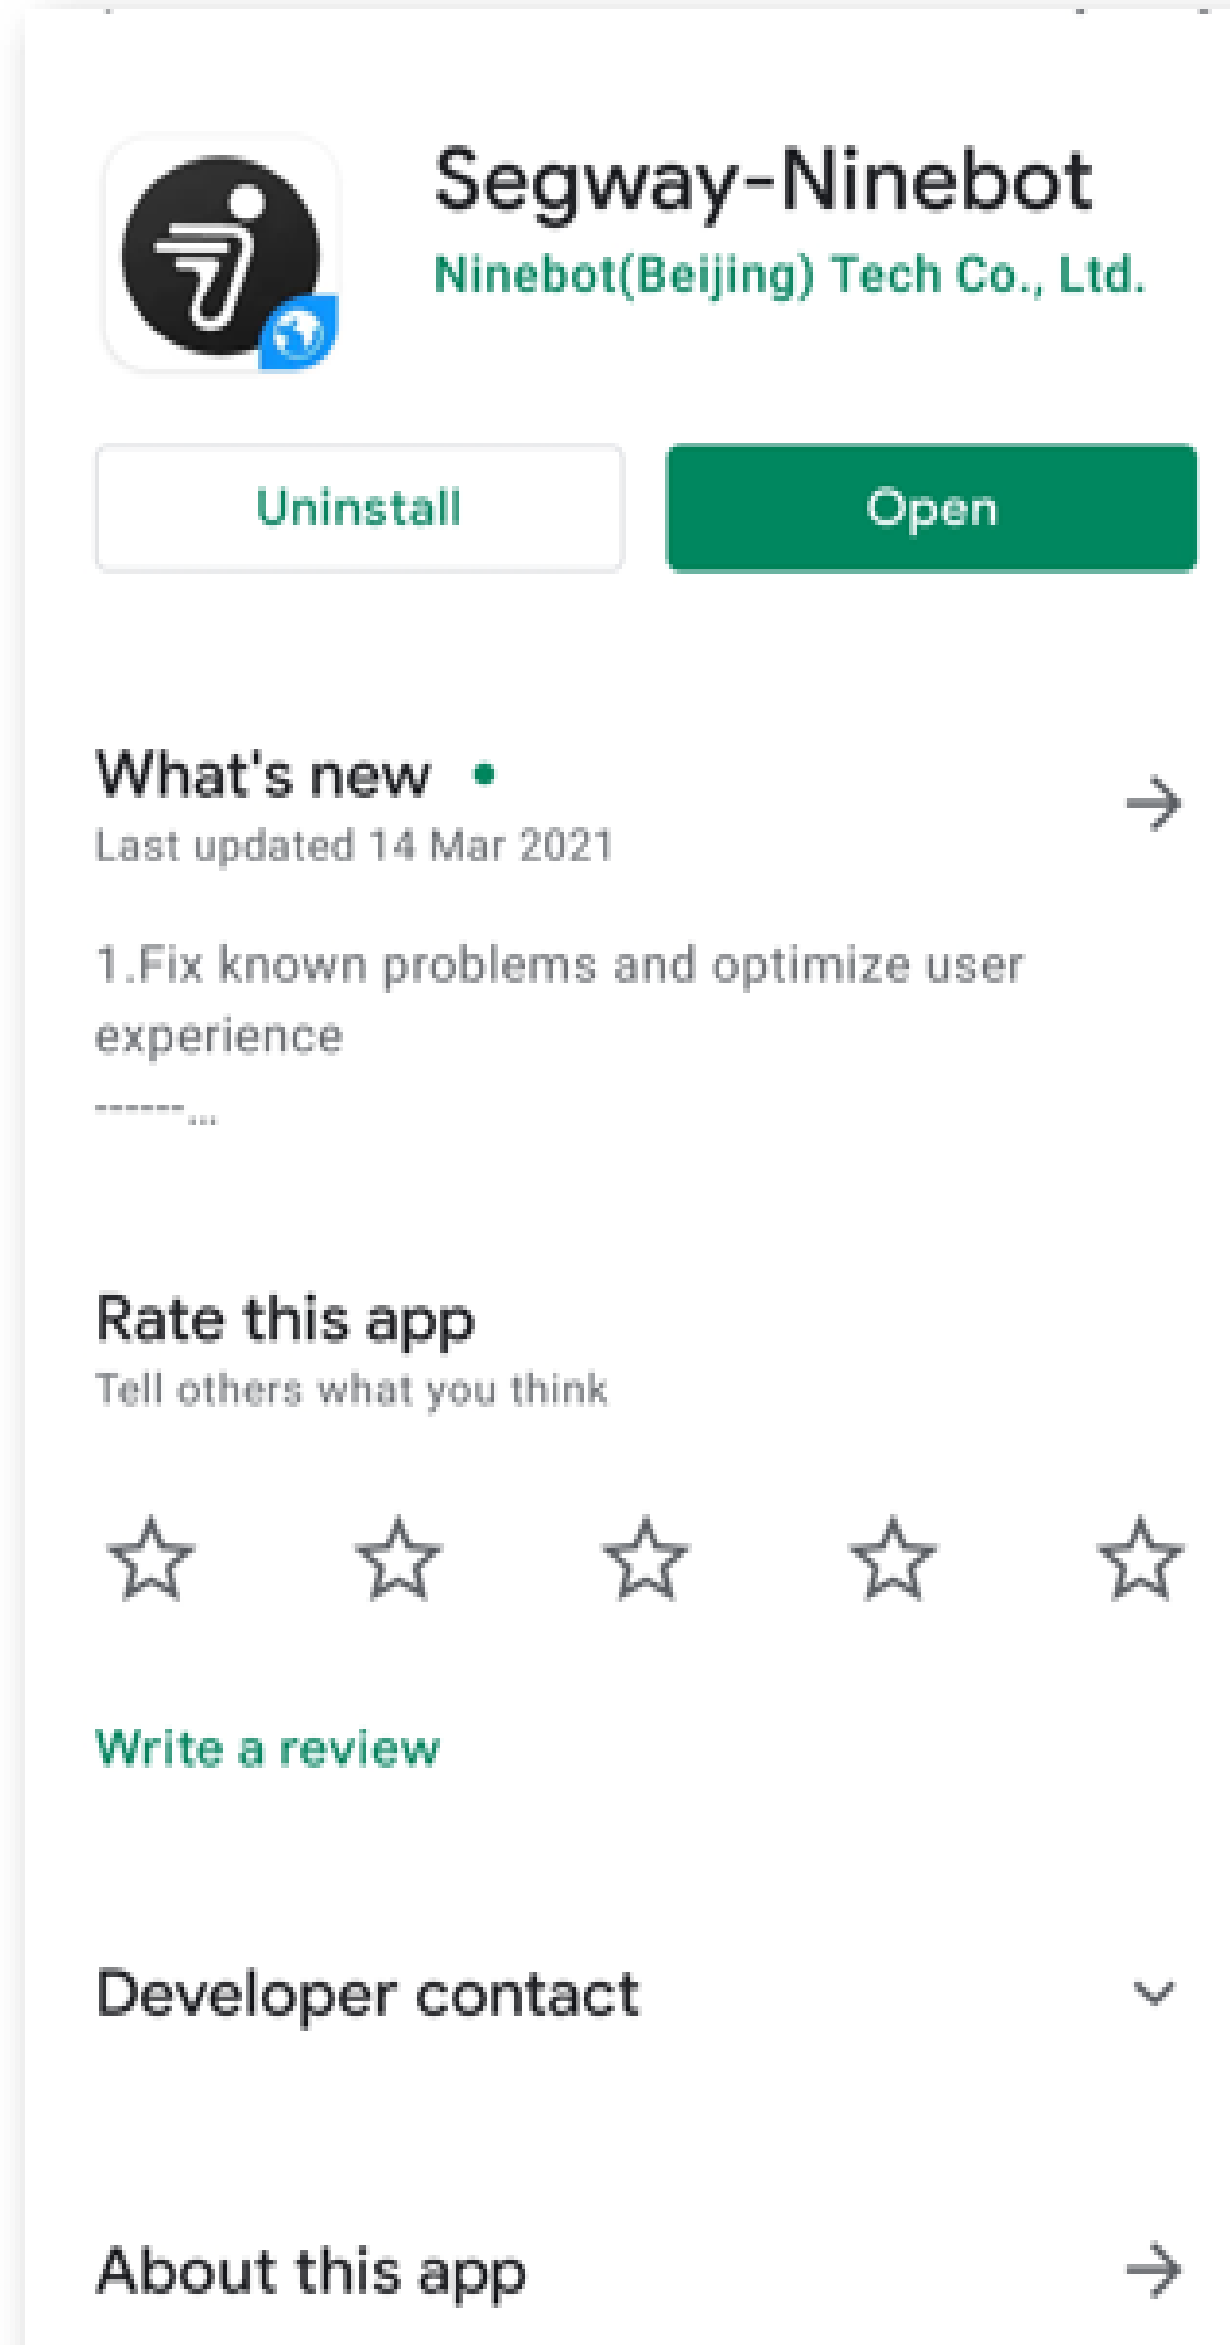 Segway-Ninebot
Ninebot(Beijing) Tech Co., Ltd.
Uninstall
Open
What's new
Last updated 14 Mar 2021
1.Fix known problems and optimize user
experience
------...
Rate this app
Tell others what you think
Write a review
Developer contact
About this app